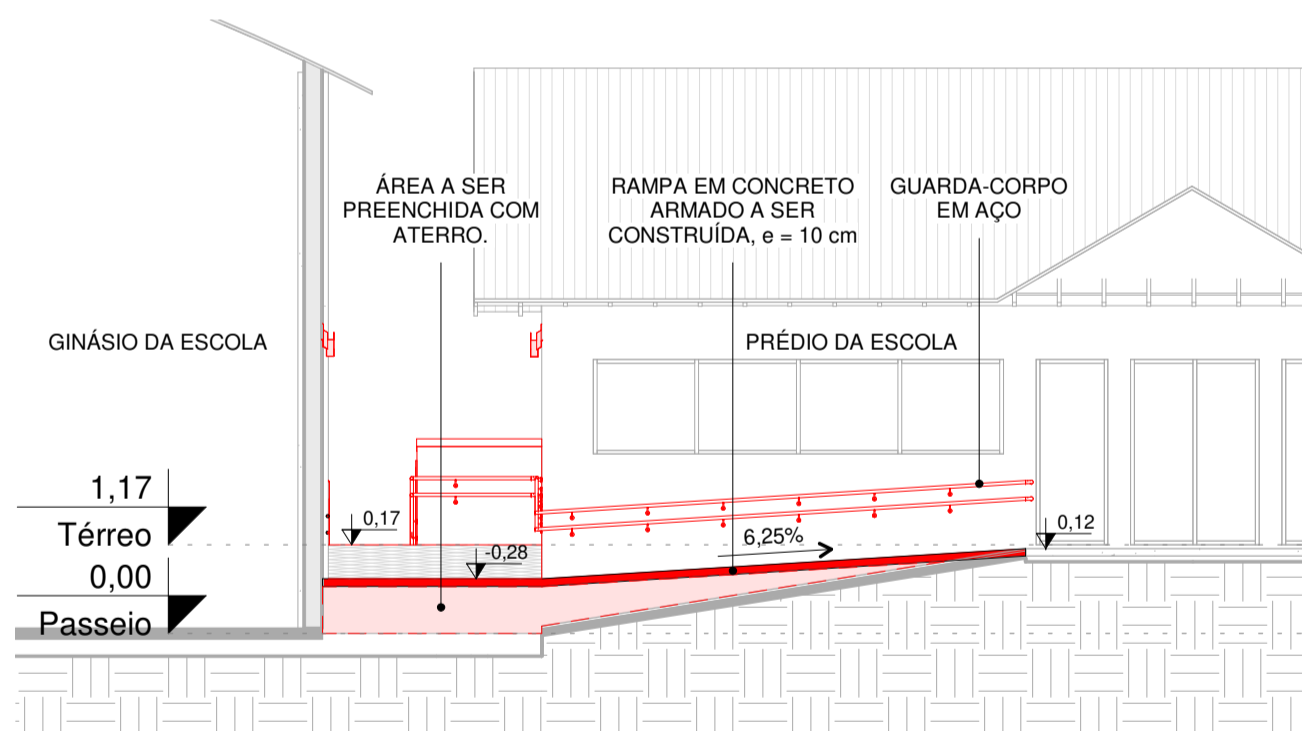 ÁREA A SER
PREENCHIDA COM
ATERRO.
RAMPA EM CONCRETO
ARMADO A SER
CONSTRUÍDA, e = 10 cm
GUARDA-CORPO
EM AÇO
GINÁSIO DA ESCOLA
PRÉDIO DA ESCOLA
1,17
Térreo
0,00
Passeio
0,17
-0,28
6,25%
0,12